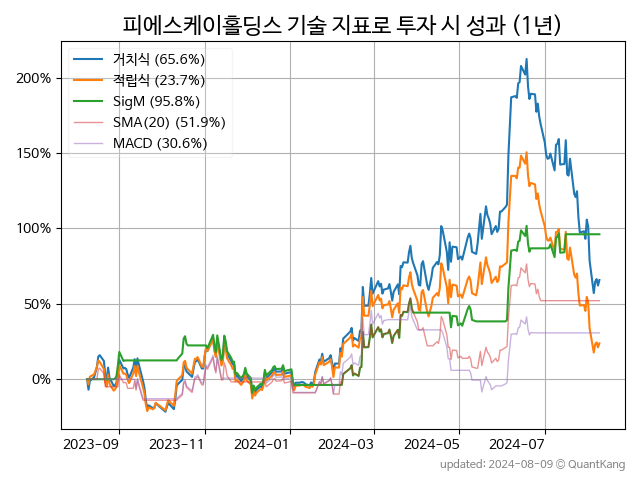 피에스케이홀딩스 기술 지표로 투자 시 성과 (1년)
거치식 (65.6%)
적립식 (23.7%)
SigM (95.8%)
SMA(20) (51.9%)
MACD (30.6%)
200%
150%
100%
50%
0%
2023-09 2023-11 2024-01 2024-03 2024-05 2024-07
updated: 2024-08-09 © QuantKang